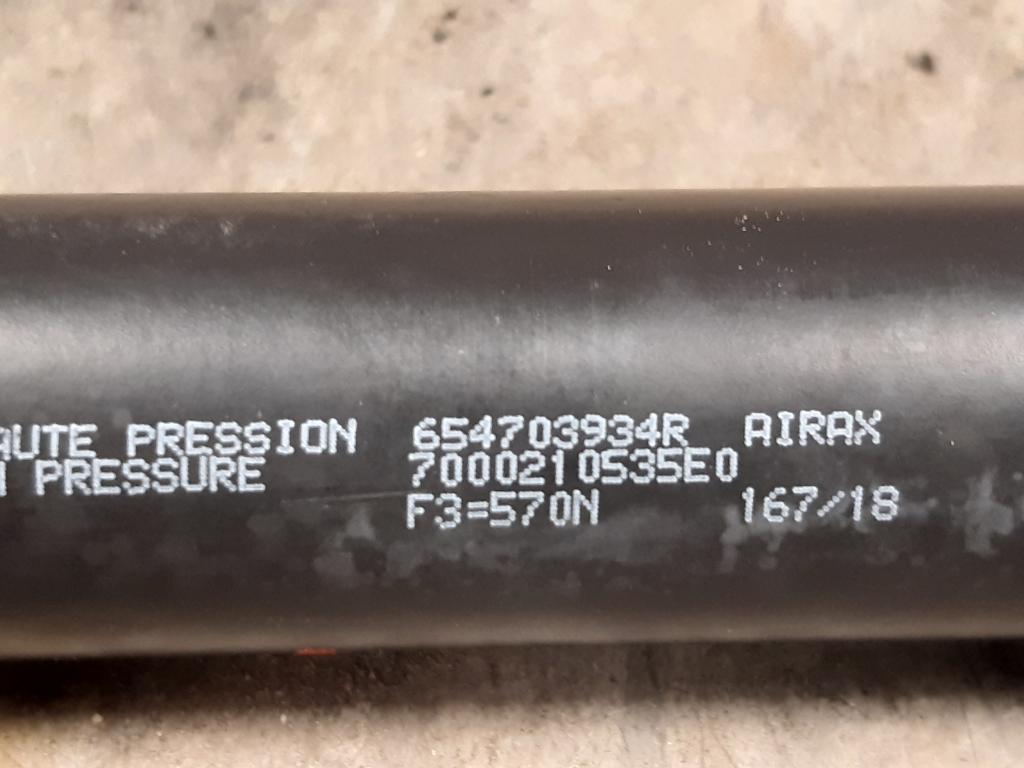 AUTE PRESSION 654703934R AIRAX
PRESSURE 7000210535E0
F3=570N 167/18